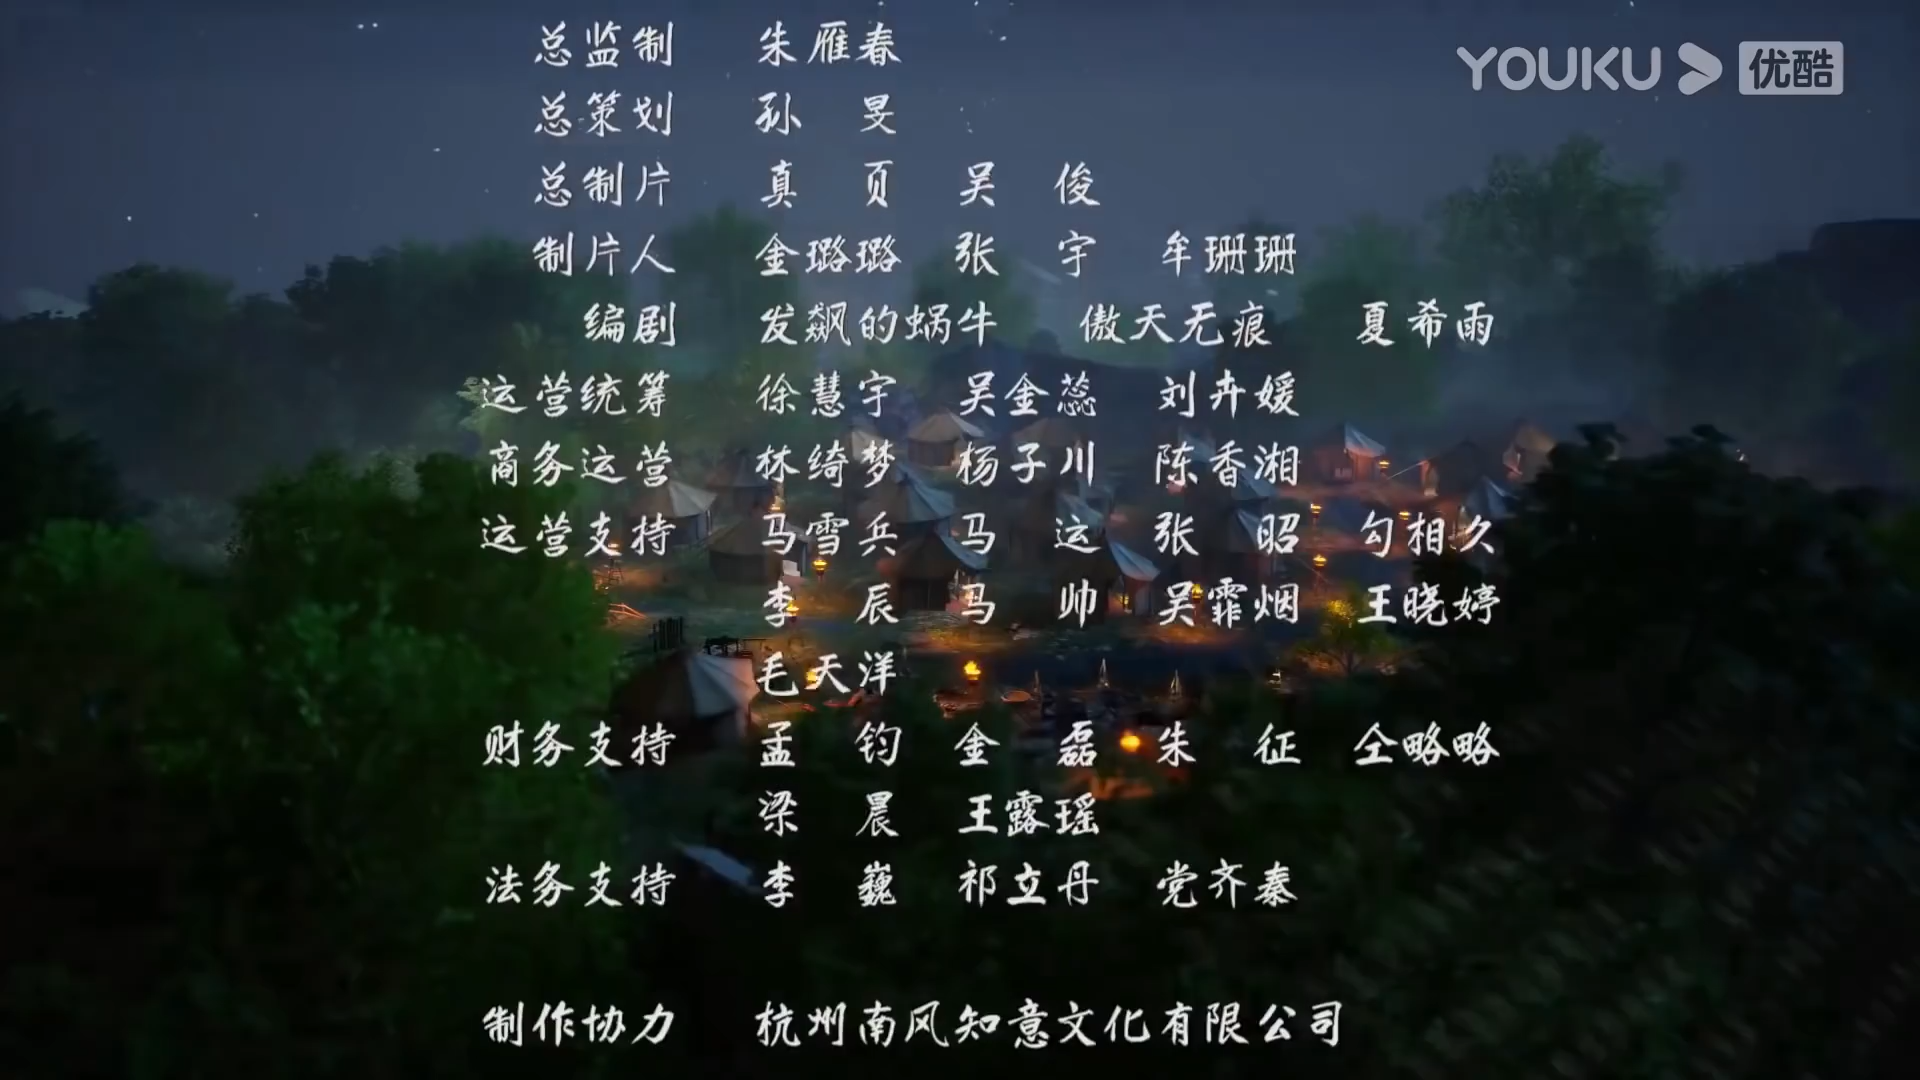 YOUKU 优酷
总监制 朱雁春
总策划 孙旻
总制片 真页 吴俊
制片人 金璐璐 张宇 牟珊珊
编剧 发飙的蜗牛 傲天无痕 夏希雨
运营统筹 徐慧宇 吴金蕊 刘卉媛
商务运营 林绮梦 杨子川 陈香湘
运营支持 马雪兵 马运 张昭 勾相久
李辰 马帅 吴霏烟 王晓婷
毛天洋
财务支持 孟钧 金磊 朱征 仝略略
梁晨 王露瑶
法务支持 李巍 祁立丹 党齐秦
制作协力 杭州南风知意文化有限公司